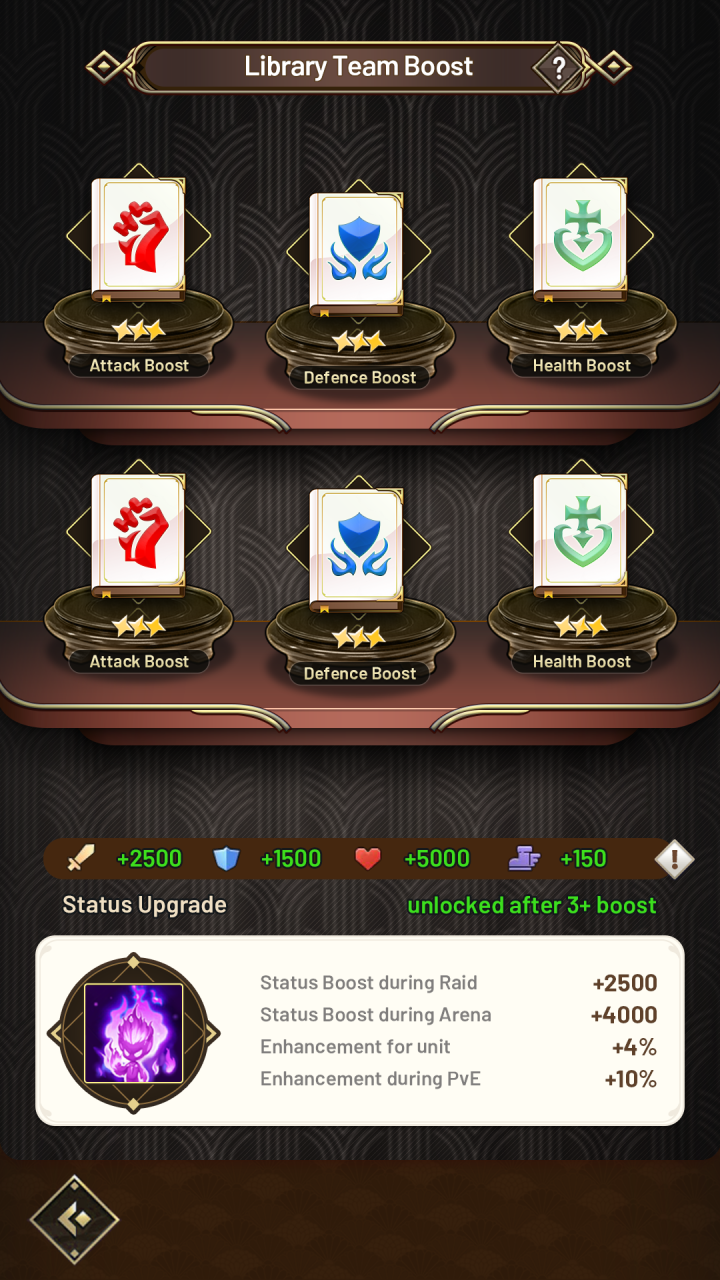 Library Team Boost
?
Attack Boost
Defence Boost
Health Boost
Attack Boost
Defence Boost
Health Boost
+2500 +1500 +5000 +150 !
Status Upgrade unlocked after 3+ boost
Status Boost during Raid +2500
Status Boost during Arena +4000
Enhancement for unit +4%
Enhancement during PvE +10%